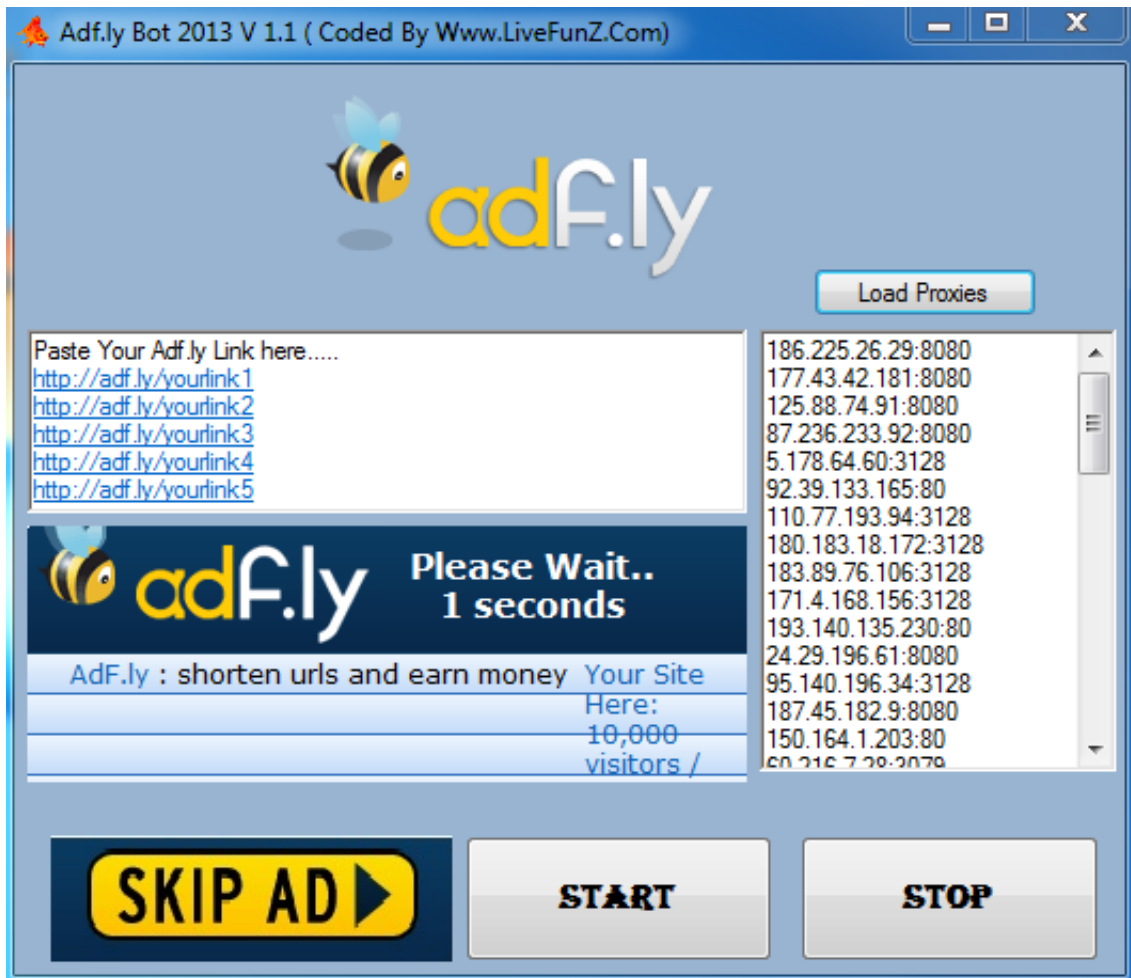 Adf.ly Bot 2013 V 1.1 ( Coded By Www.LiveFunZ.Com)
adf.ly
Load Proxies
Paste Your Adf.ly Link here.....
http://adf.ly/yourlink1
http://adf.ly/yourlink2
http://adf.ly/yourlink3
http://adf.ly/yourlink4
http://adf.ly/yourlink5
186.225.26.29:8080
177.43.42.181:8080
125.88.74.91:8080
87.236.233.92:8080
5.178.64.60:3128
92.39.133.165:80
110.77.193.94:3128
180.183.18.172:3128
183.89.76.106:3128
171.4.168.156:3128
193.140.135.230:80
24.29.196.61:8080
95.140.196.34:3128
187.45.182.9:8080
150.164.1.203:80
60.216.7.28:3079
adf.ly
Please Wait..
1 seconds
AdF.ly : shorten urls and earn money
Your Site
Here:
10,000
visitors /
SKIP AD
START
STOP